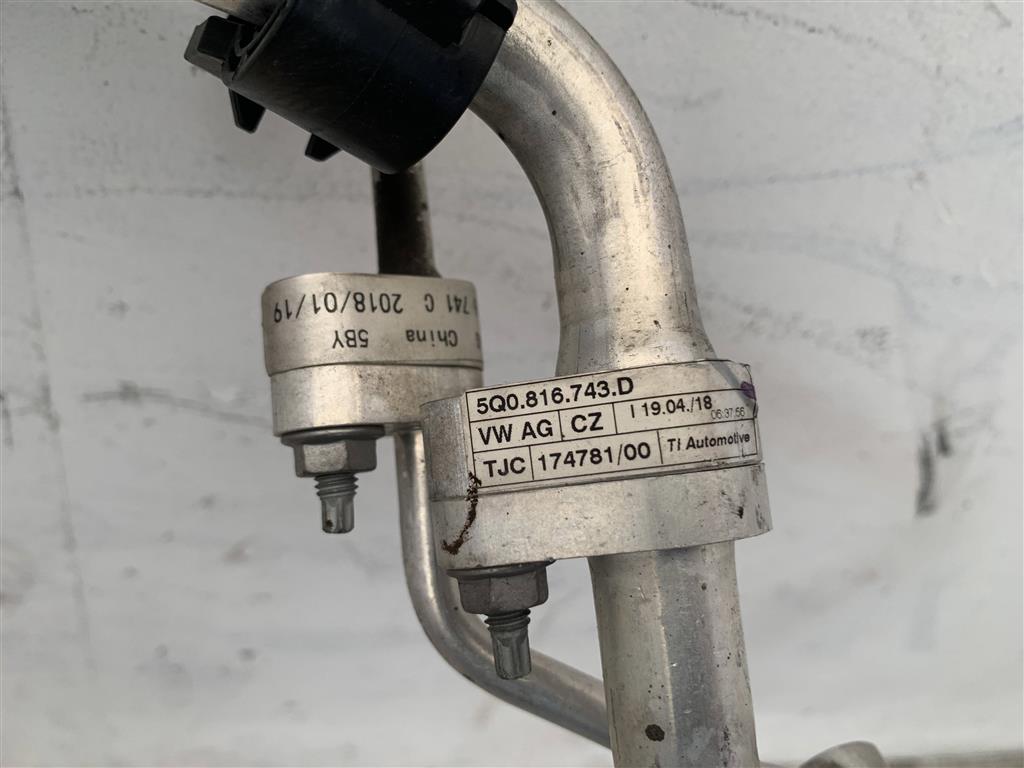 741 C 2018/01/19
China 5BY
5Q0.816.743.D
VW AG CZ I 19.04./18 06:37:56
TJC 174781/00 TI Automotive